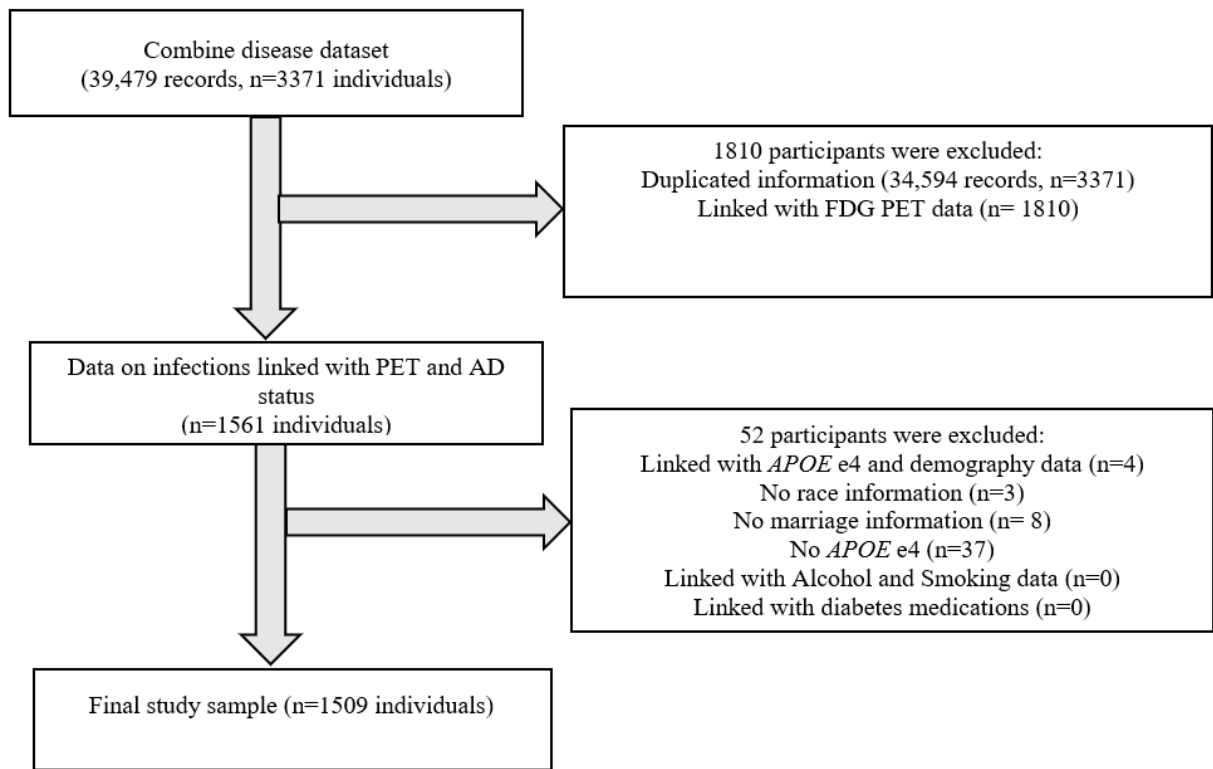 Combine disease dataset
(39,479 records, n=3371 individuals)
1810 participants were excluded:
Duplicated information (34,594 records, n=3371)
Linked with FDG PET data (n= 1810)
Data on infections linked with PET and AD
status
(n=1561 individuals)
52 participants were excluded:
Linked with APOE e4 and demography data (n=4)
No race information (n=3)
No marriage information (n= 8)
No APOE e4 (n=37)
Linked with Alcohol and Smoking data (n=0)
Linked with diabetes medications (n=0)
Final study sample (n=1509 individuals)